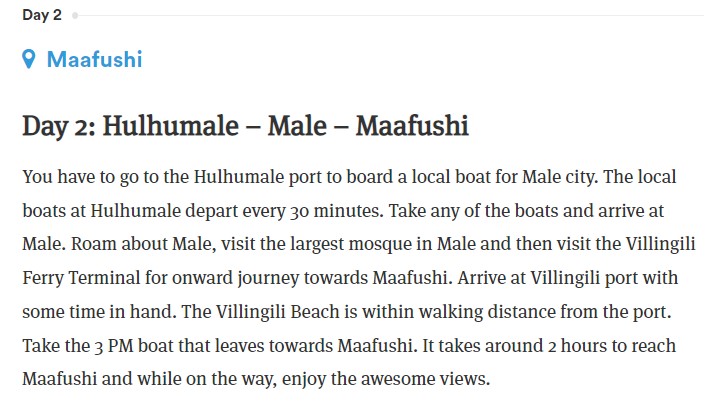 Day 2
Maafushi
Day 2: Hulhumale – Male – Maafushi
You have to go to the Hulhumale port to board a local boat for Male city. The local
boats at Hulhumale depart every 30 minutes. Take any of the boats and arrive at
Male. Roam about Male, visit the largest mosque in Male and then visit the Villingili
Ferry Terminal for onward journey towards Maafushi. Arrive at Villingili port with
some time in hand. The Villingili Beach is within walking distance from the port.
Take the 3 PM boat that leaves towards Maafushi. It takes around 2 hours to reach
Maafushi and while on the way, enjoy the awesome views.